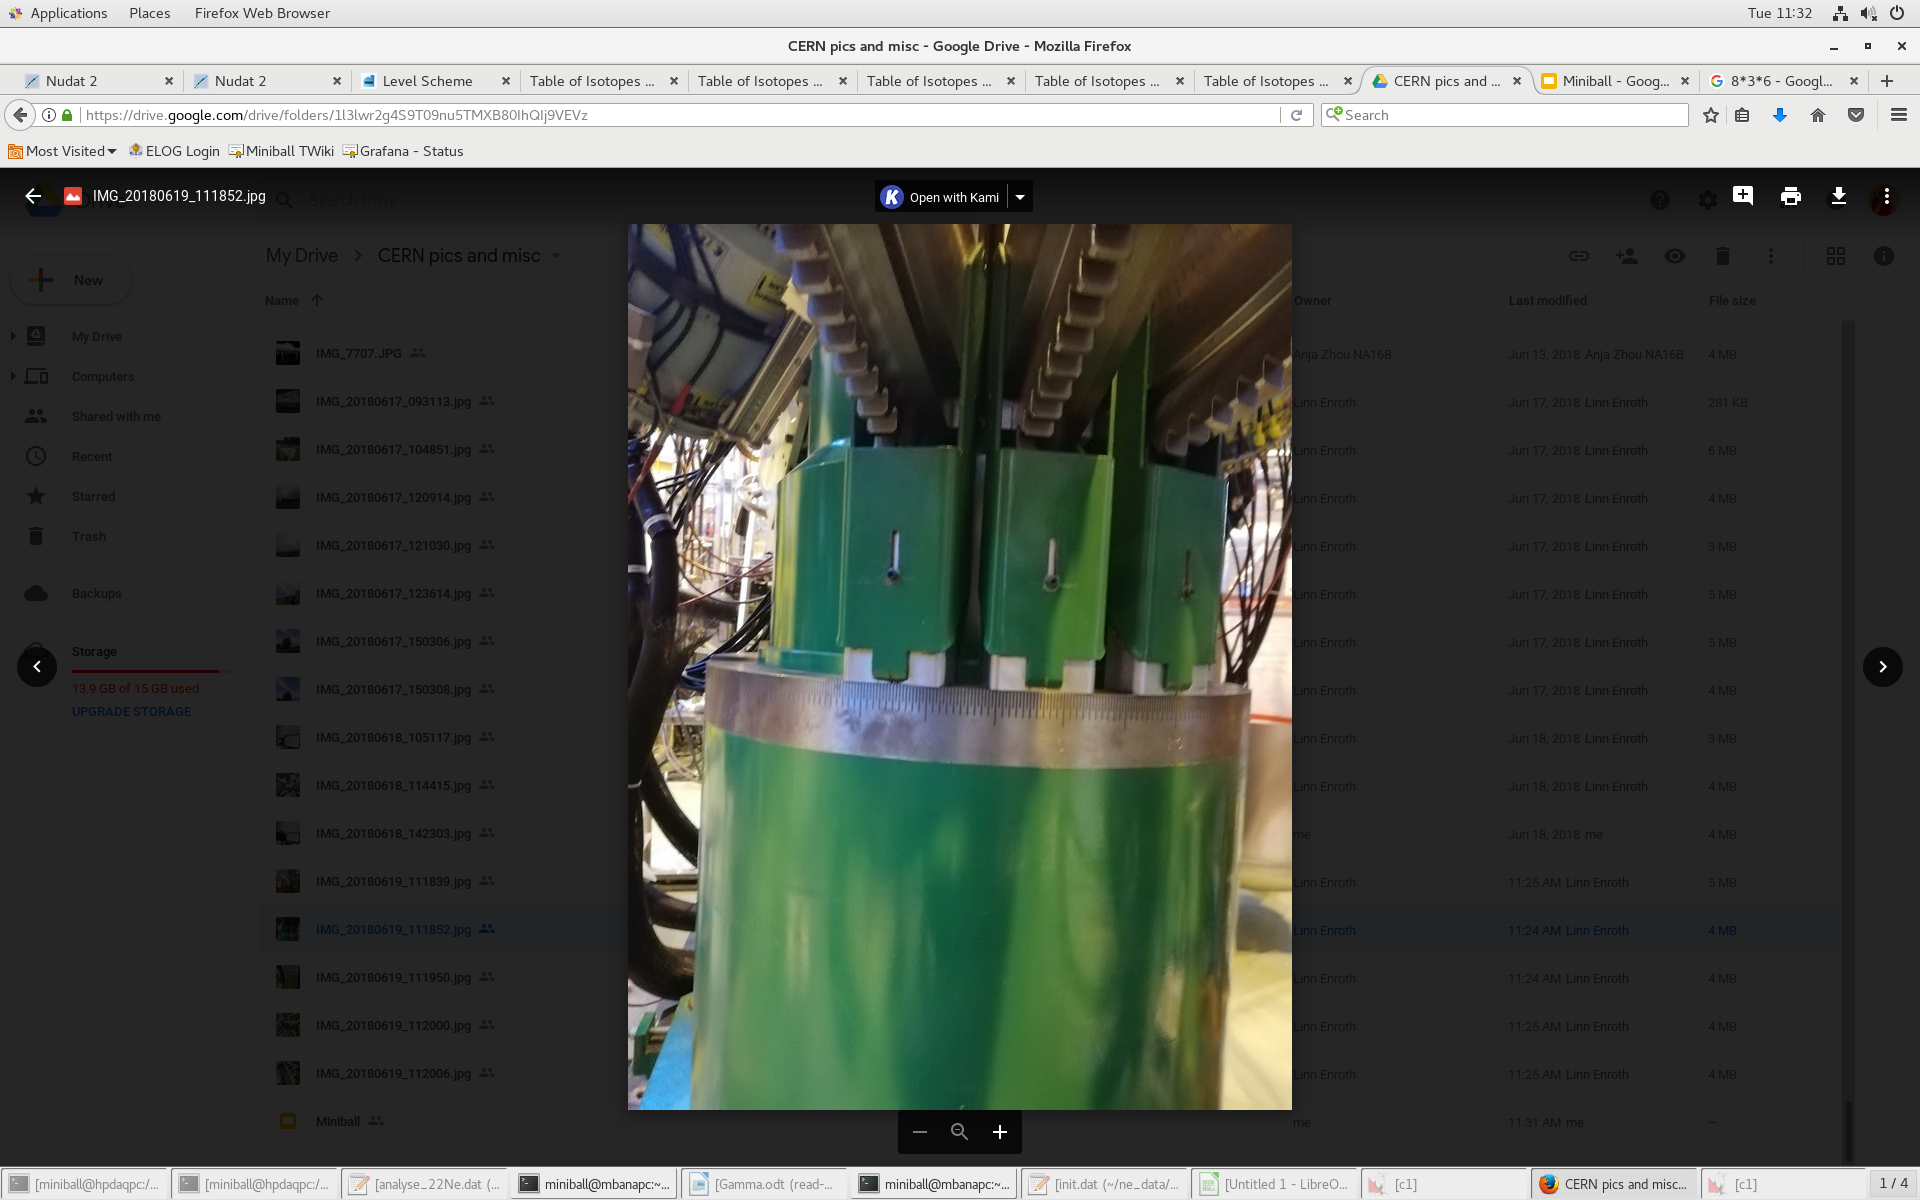 Applications Places Firefox Web Browser Tue 11:32
CERN pics and misc - Google Drive - Mozilla Firefox
Nudat 2 Nudat 2 Level Scheme Table of Isotopes ... Table of Isotopes ... Table of Isotopes ... Table of Isotopes ... Table of Isotopes ... CERN pics and ... Miniball - Goog... 8*3*6 - Googl...
https://drive.google.com/drive/folders/1l3lwr2g4S9T09nu5TMXB80IhQIj9VEVz Search
Most Visited ELOG Login Miniball TWiki Grafana - Status
IMG_20180619_111852.jpg Search Drive Open with Kami
My Drive CERN pics and misc
New
Name Owner Last modified File size
My Drive
IMG_7707.JPG Anja Zhou NA16B Jun 13, 2018 Anja Zhou NA16B 4 MB
Computers
IMG_20180617_093113.jpg Linn Enroth Jun 17, 2018 Linn Enroth 281 KB
Shared with me
IMG_20180617_104851.jpg Linn Enroth Jun 17, 2018 Linn Enroth 6 MB
Recent
Starred
IMG_20180617_120914.jpg Linn Enroth Jun 17, 2018 Linn Enroth 4 MB
Trash
IMG_20180617_121030.jpg Linn Enroth Jun 17, 2018 Linn Enroth 3 MB
Backups
IMG_20180617_123614.jpg Linn Enroth Jun 17, 2018 Linn Enroth 5 MB
IMG_20180617_150306.jpg Linn Enroth Jun 17, 2018 Linn Enroth 5 MB
Storage
13.9 GB of 15 GB used
IMG_20180617_150308.jpg Linn Enroth Jun 17, 2018 Linn Enroth 4 MB
UPGRADE STORAGE
IMG_20180618_105117.jpg Linn Enroth Jun 18, 2018 Linn Enroth 3 MB
IMG_20180618_114415.jpg Linn Enroth Jun 18, 2018 Linn Enroth 4 MB
IMG_20180618_142303.jpg me Jun 18, 2018 me 4 MB
IMG_20180619_111839.jpg Linn Enroth 11:25 AM Linn Enroth 5 MB
IMG_20180619_111852.jpg Linn Enroth 11:24 AM Linn Enroth 4 MB
IMG_20180619_111950.jpg Linn Enroth 11:24 AM Linn Enroth 4 MB
IMG_20180619_112000.jpg Linn Enroth 11:25 AM Linn Enroth 4 MB
IMG_20180619_112006.jpg Linn Enroth 11:25 AM Linn Enroth 4 MB
Miniball me 11:31 AM me —
[miniball@hpdaqpc:/... [miniball@hpdaqpc:/... [analyse_22Ne.dat (... miniball@mbanapc:~... [Gamma.odt (read-... miniball@mbanapc:~... [init.dat (~/ne_data/... [Untitled 1 - LibreO... [c1] CERN pics and misc... [c1] 1 / 4